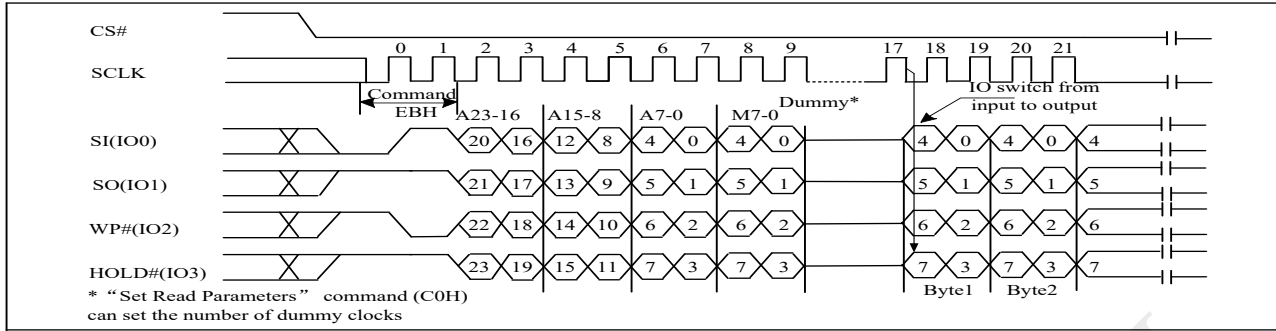 CS#
0 1 2 3 4 5 6 7 8 9 17 18 19 20 21
SCLK
Command
EBH
Dummy*
IO switch from
input to output
A23-16 A15-8 A7-0 M7-0
SI(IO0) 20 16 12 8 4 0 4 0 4 0 4 0 4
SO(IO1) 21 17 13 9 5 1 5 1 5 1 5 1 5
WP#(IO2) 22 18 14 10 6 2 6 2 6 2 6 2 6
HOLD#(IO3) 23 19 15 11 7 3 7 3 7 3 7 3 7
Byte1 Byte2
* “Set Read Parameters” command (C0H)
can set the number of dummy clocks